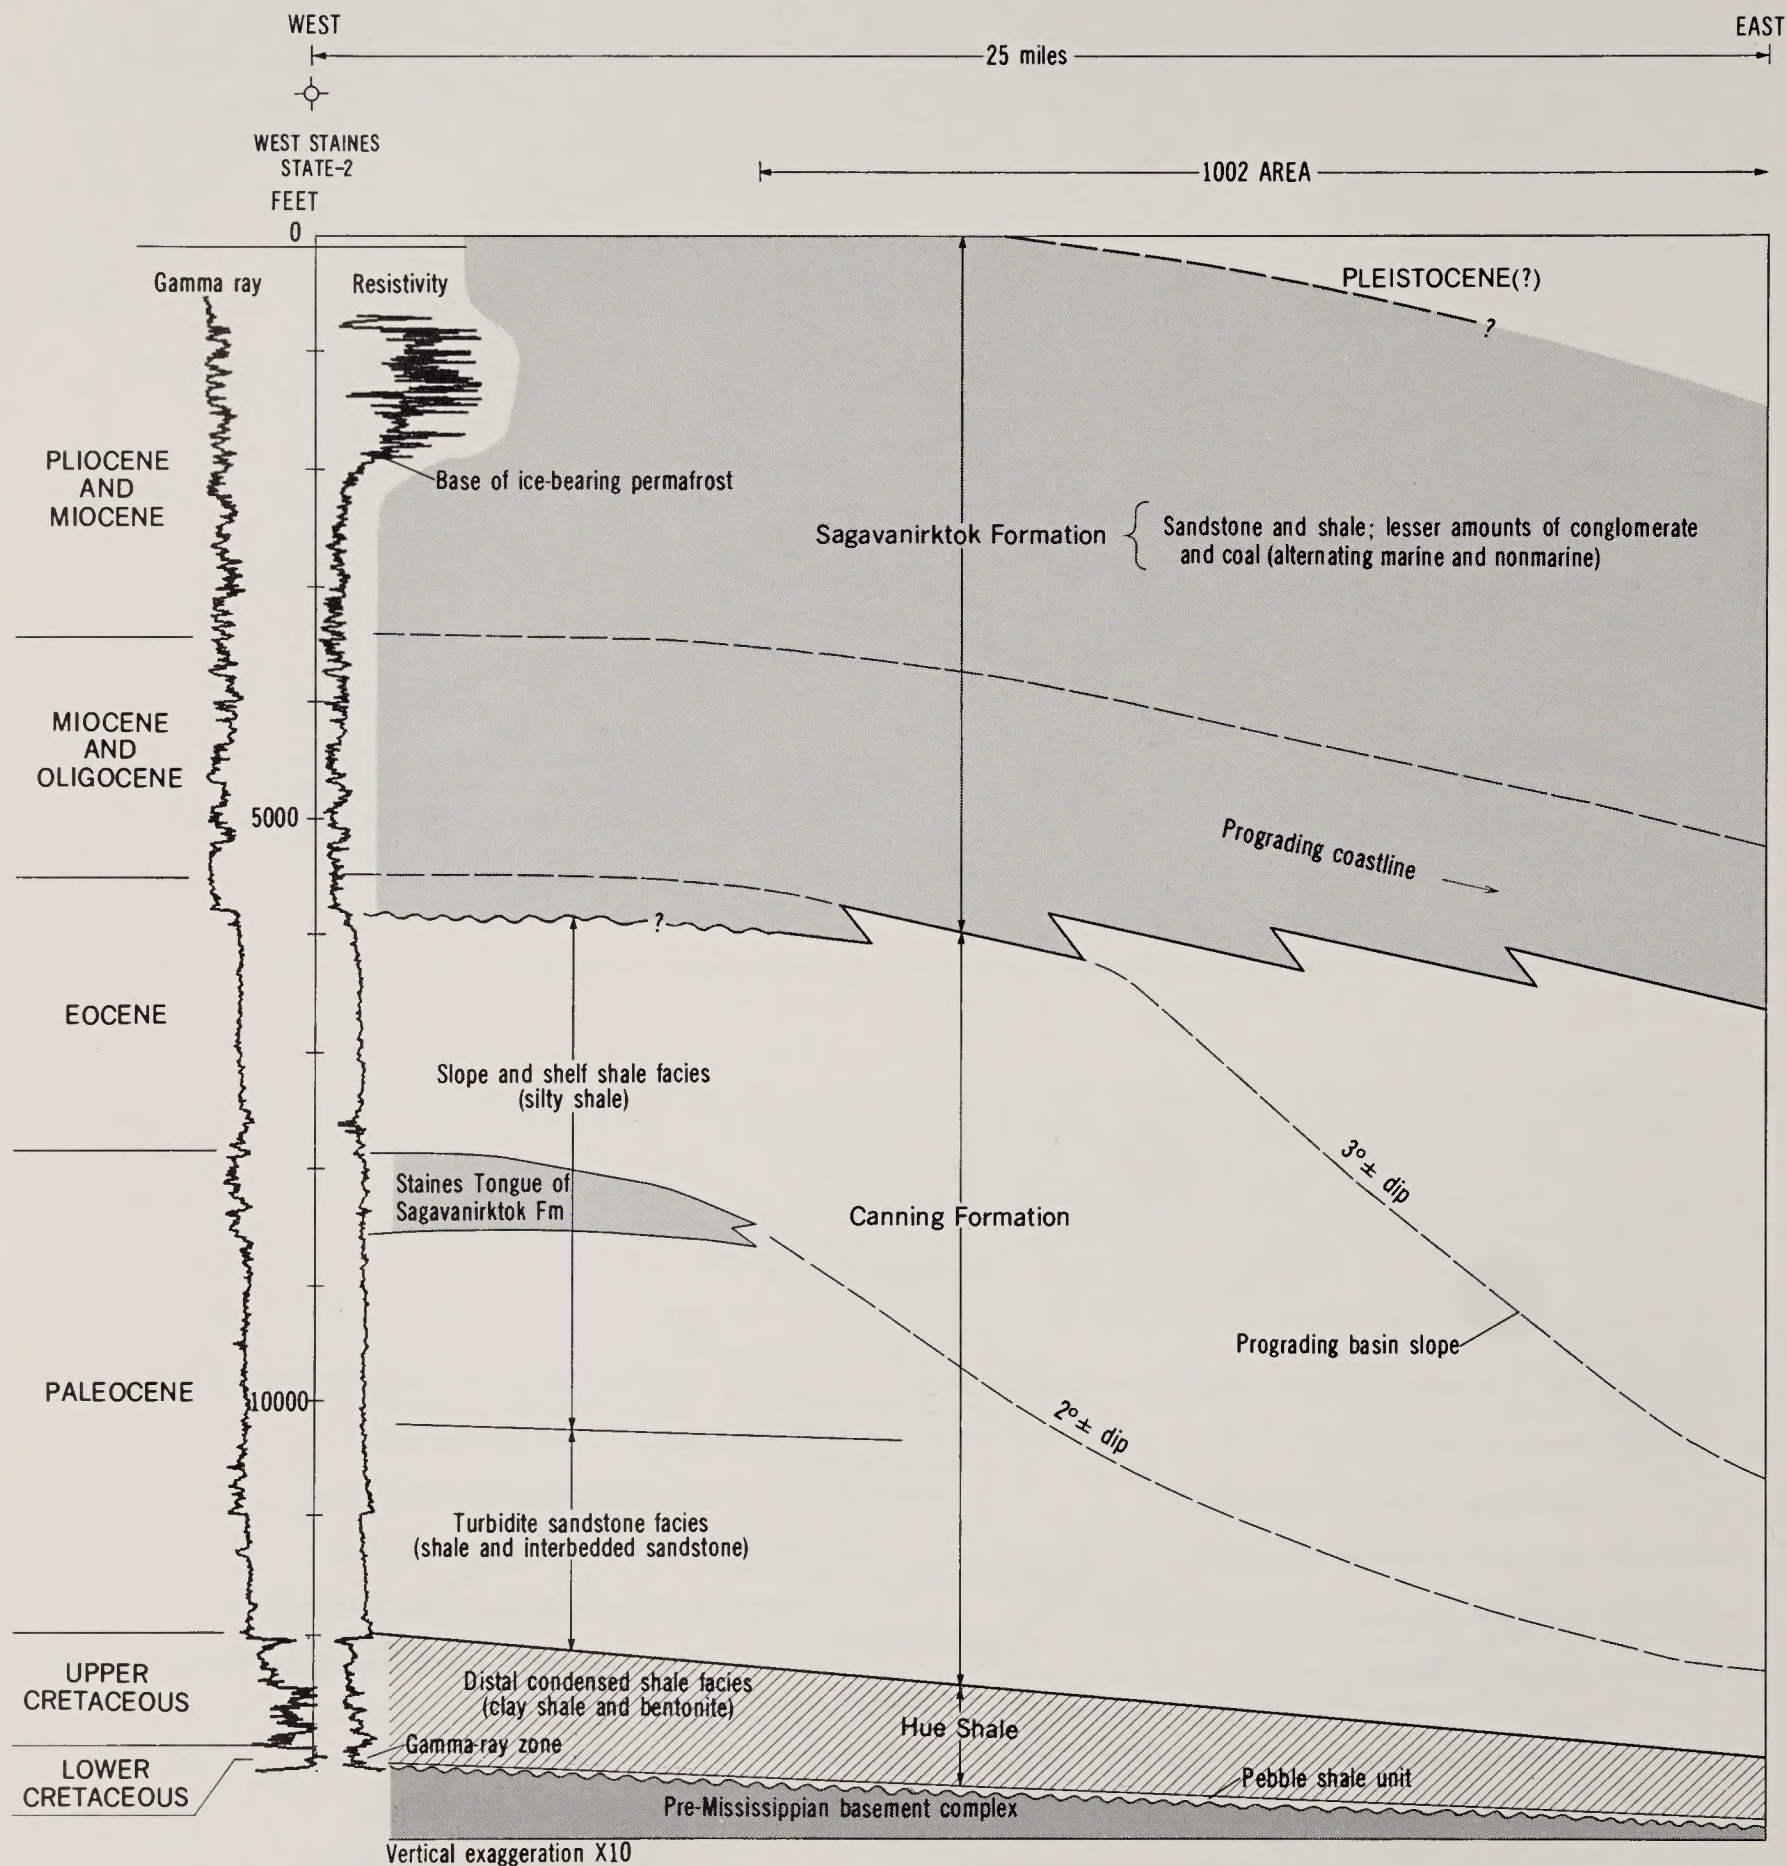 WEST
EAST
25 miles
WEST STAINES
STATE-2
1002 AREA
FEET
0
Gamma ray
Resistivity
PLEISTOCENE(?)
?
PLIOCENE
AND
MIOCENE
Base of ice-bearing permafrost
Sagavanirktok Formation
Sandstone and shale; lesser amounts of conglomerate
and coal (alternating marine and nonmarine)
MIOCENE
AND
OLIGOCENE
5000
Prograding coastline
?
EOCENE
Slope and shelf shale facies
(silty shale)
3°± dip
Staines Tongue of
Sagavanirktok Fm
Canning Formation
Prograding basin slope
PALEOCENE
10000
2°± dip
Turbidite sandstone facies
(shale and interbedded sandstone)
UPPER
CRETACEOUS
Distal condensed shale facies
(clay shale and bentonite)
Hue Shale
Gamma-ray zone
LOWER
CRETACEOUS
Pebble shale unit
Pre-Mississippian basement complex
Vertical exaggeration X10